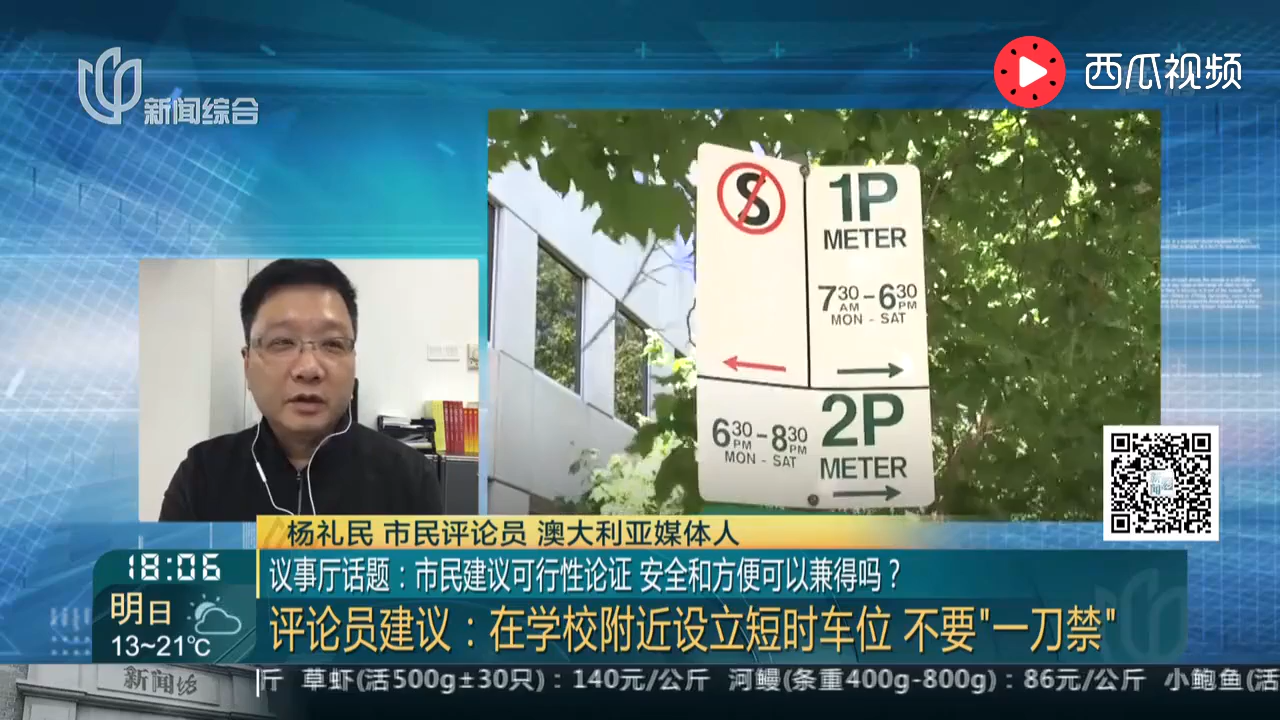 新闻综合
西瓜视频
S
1P
METER
7:30 AM - 6:30 PM
MON - SAT
6:30 PM - 8:30 PM
MON - SAT
2P
METER
杨礼民 市民评论员 澳大利亚媒体人
18:06
议事厅话题：市民建议可行性论证 安全和方便可以兼得吗？
明日
13~21℃
评论员建议：在学校附近设立短时车位 不要"一刀禁"
斤 草虾(活500g±30只)：140元/公斤 河鳗(条重400g-800g)：86元/公斤 小鲍鱼(活